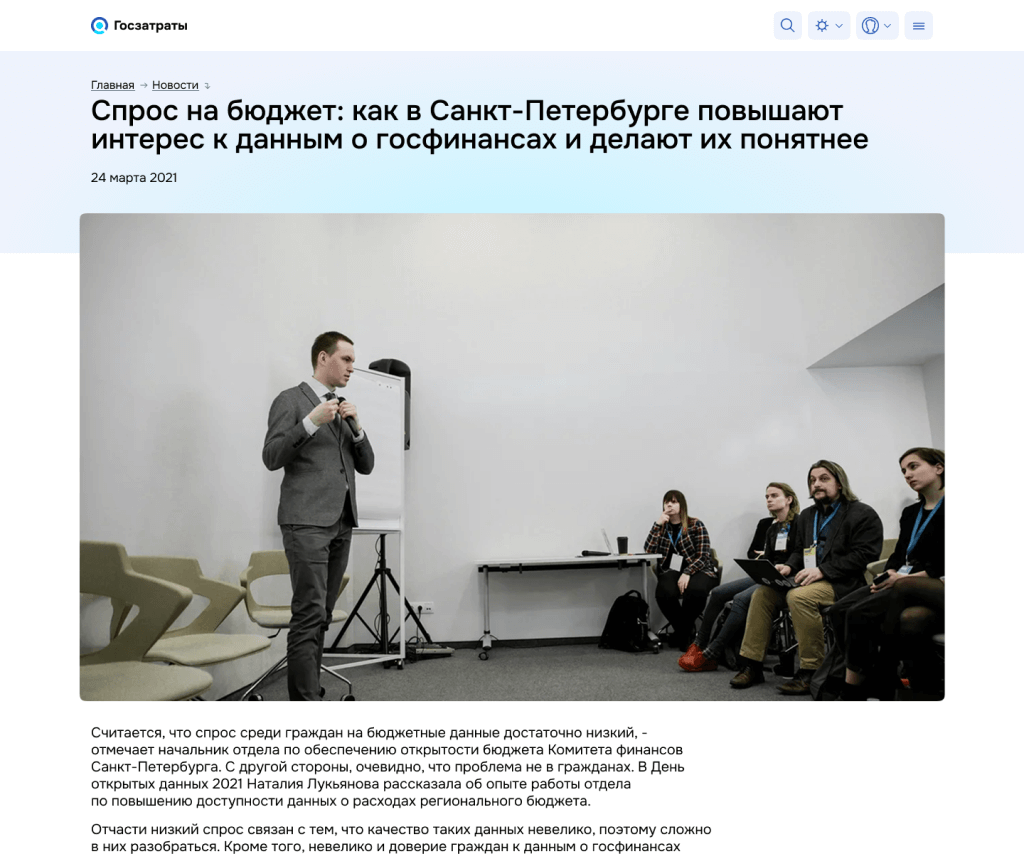 Госзатраты
Главная → Новости
Спрос на бюджет: как в Санкт-Петербурге повышают
интерес к данным о госфинансах и делают их понятнее
24 марта 2021
Считается, что спрос среди граждан на бюджетные данные достаточно низкий, -
отмечает начальник отдела по обеспечению открытости бюджета Комитета финансов
Санкт-Петербурга. С другой стороны, очевидно, что проблема не в гражданах. В День
открытых данных 2021 Наталия Лукьянова рассказала об опыте работы отдела
по повышению доступности данных о расходах регионального бюджета.
Отчасти низкий спрос связан с тем, что качество таких данных невелико, поэтому сложно
в них разобраться. Кроме того, невелико и доверие граждан к данным о госфинансах